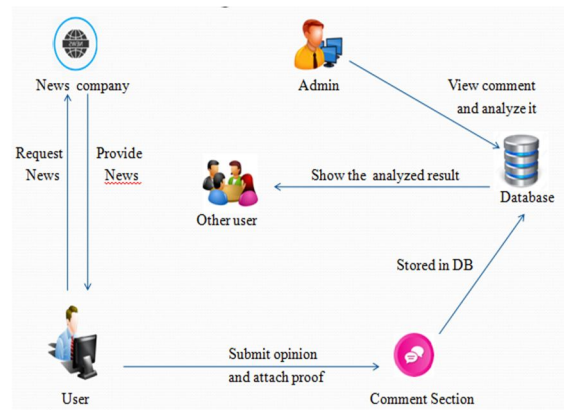 News company
Admin
View comment
and analyze it
Request
News
Provide
News
Show the analyzed result
Database
Other user
Stored in DB
Submit opinion
and attach proof
User
Comment Section